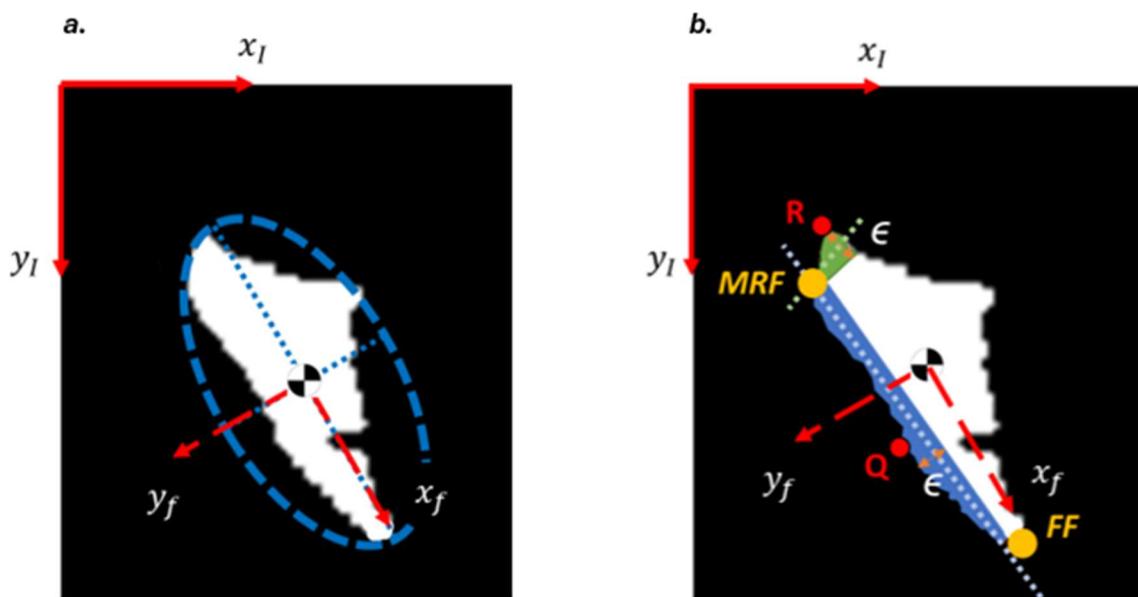 a.
x_I
y_I
y_f
x_f
b.
x_I
y_I
R
ϵ
MRF
Q
ϵ
y_f
x_f
FF